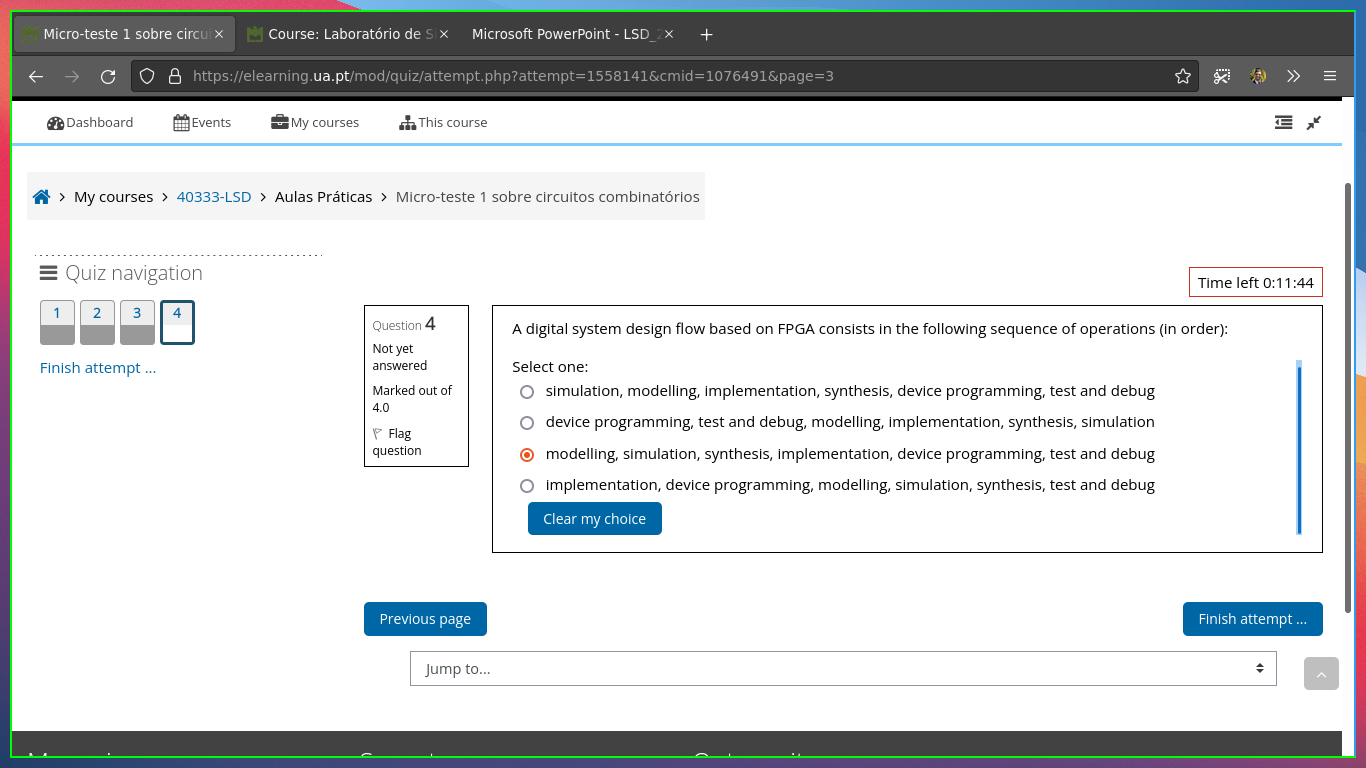 Micro-teste 1 sobre circu
Course: Laboratório de S
Microsoft PowerPoint - LSD_2
https://elearning.ua.pt/mod/quiz/attempt.php?attempt=1558141&cmid=1076491&page=3
Dashboard
Events
My courses
This course
My courses
40333-LSD
Aulas Práticas
Micro-teste 1 sobre circuitos combinatórios
Quiz navigation
1
2
3
4
Finish attempt ...
Time left 0:11:44
Question 4
Not yet
answered
Marked out of
4.0
Flag
question
A digital system design flow based on FPGA consists in the following sequence of operations (in order):
Select one:
simulation, modelling, implementation, synthesis, device programming, test and debug
device programming, test and debug, modelling, implementation, synthesis, simulation
modelling, simulation, synthesis, implementation, device programming, test and debug
implementation, device programming, modelling, simulation, synthesis, test and debug
Clear my choice
Previous page
Finish attempt ...
Jump to...